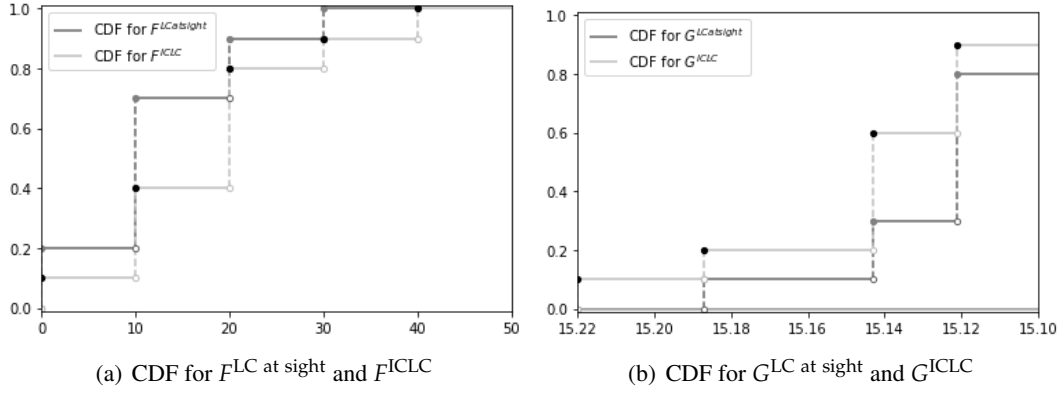 1.0
0.8
0.6
0.4
0.2
0.0
CDF for F^LCatsight
CDF for F^ICLC
0 10 20 30 40 50
(a) CDF for F^LC at sight and F^ICLC
1.0
0.8
0.6
0.4
0.2
0.0
CDF for G^LCatsight
CDF for G^ICLC
15.22 15.20 15.18 15.16 15.14 15.12 15.10
(b) CDF for G^LC at sight and G^ICLC